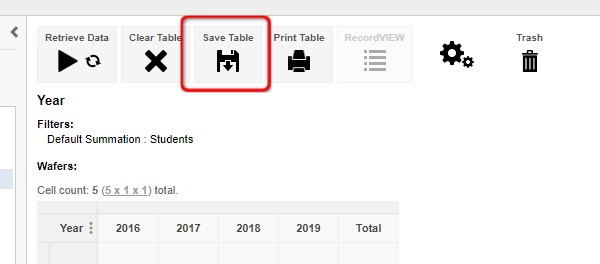 Retrieve Data Clear Table Save Table Print Table RecordVIEW Trash
Year
Filters:
Default Summation : Students
Wafers:
Cell count: 5 (5 x 1 x 1) total.
Year 2016 2017 2018 2019 Total